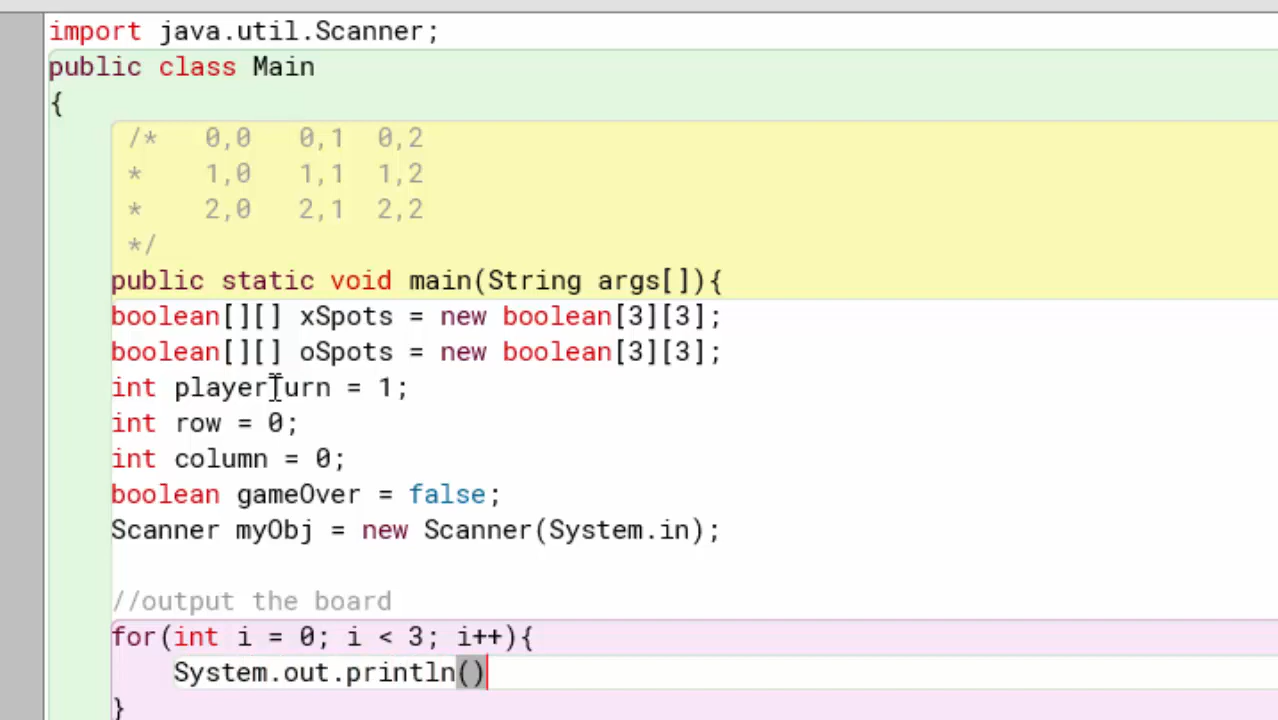 import java.util.Scanner;
public class Main
{
/* 0,0 0,1 0,2
* 1,0 1,1 1,2
* 2,0 2,1 2,2
*/
public static void main(String args[]){
boolean[][] xSpots = new boolean[3][3];
boolean[][] oSpots = new boolean[3][3];
int playerTurn = 1;
int row = 0;
int column = 0;
boolean gameOver = false;
Scanner myObj = new Scanner(System.in);
//output the board
for(int i = 0; i < 3; i++){
System.out.println()
}